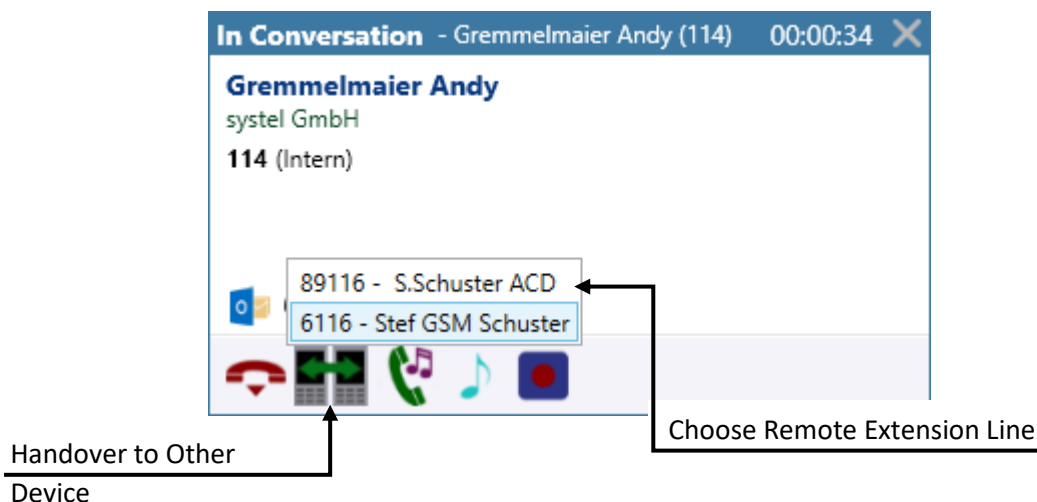 In Conversation - Gremmelmaier Andy (114) 00:00:34
Gremmelmaier Andy
systel GmbH
114 (Intern)
89116 - S.Schuster ACD
6116 - Stef GSM Schuster
Choose Remote Extension Line
Handover to Other
Device